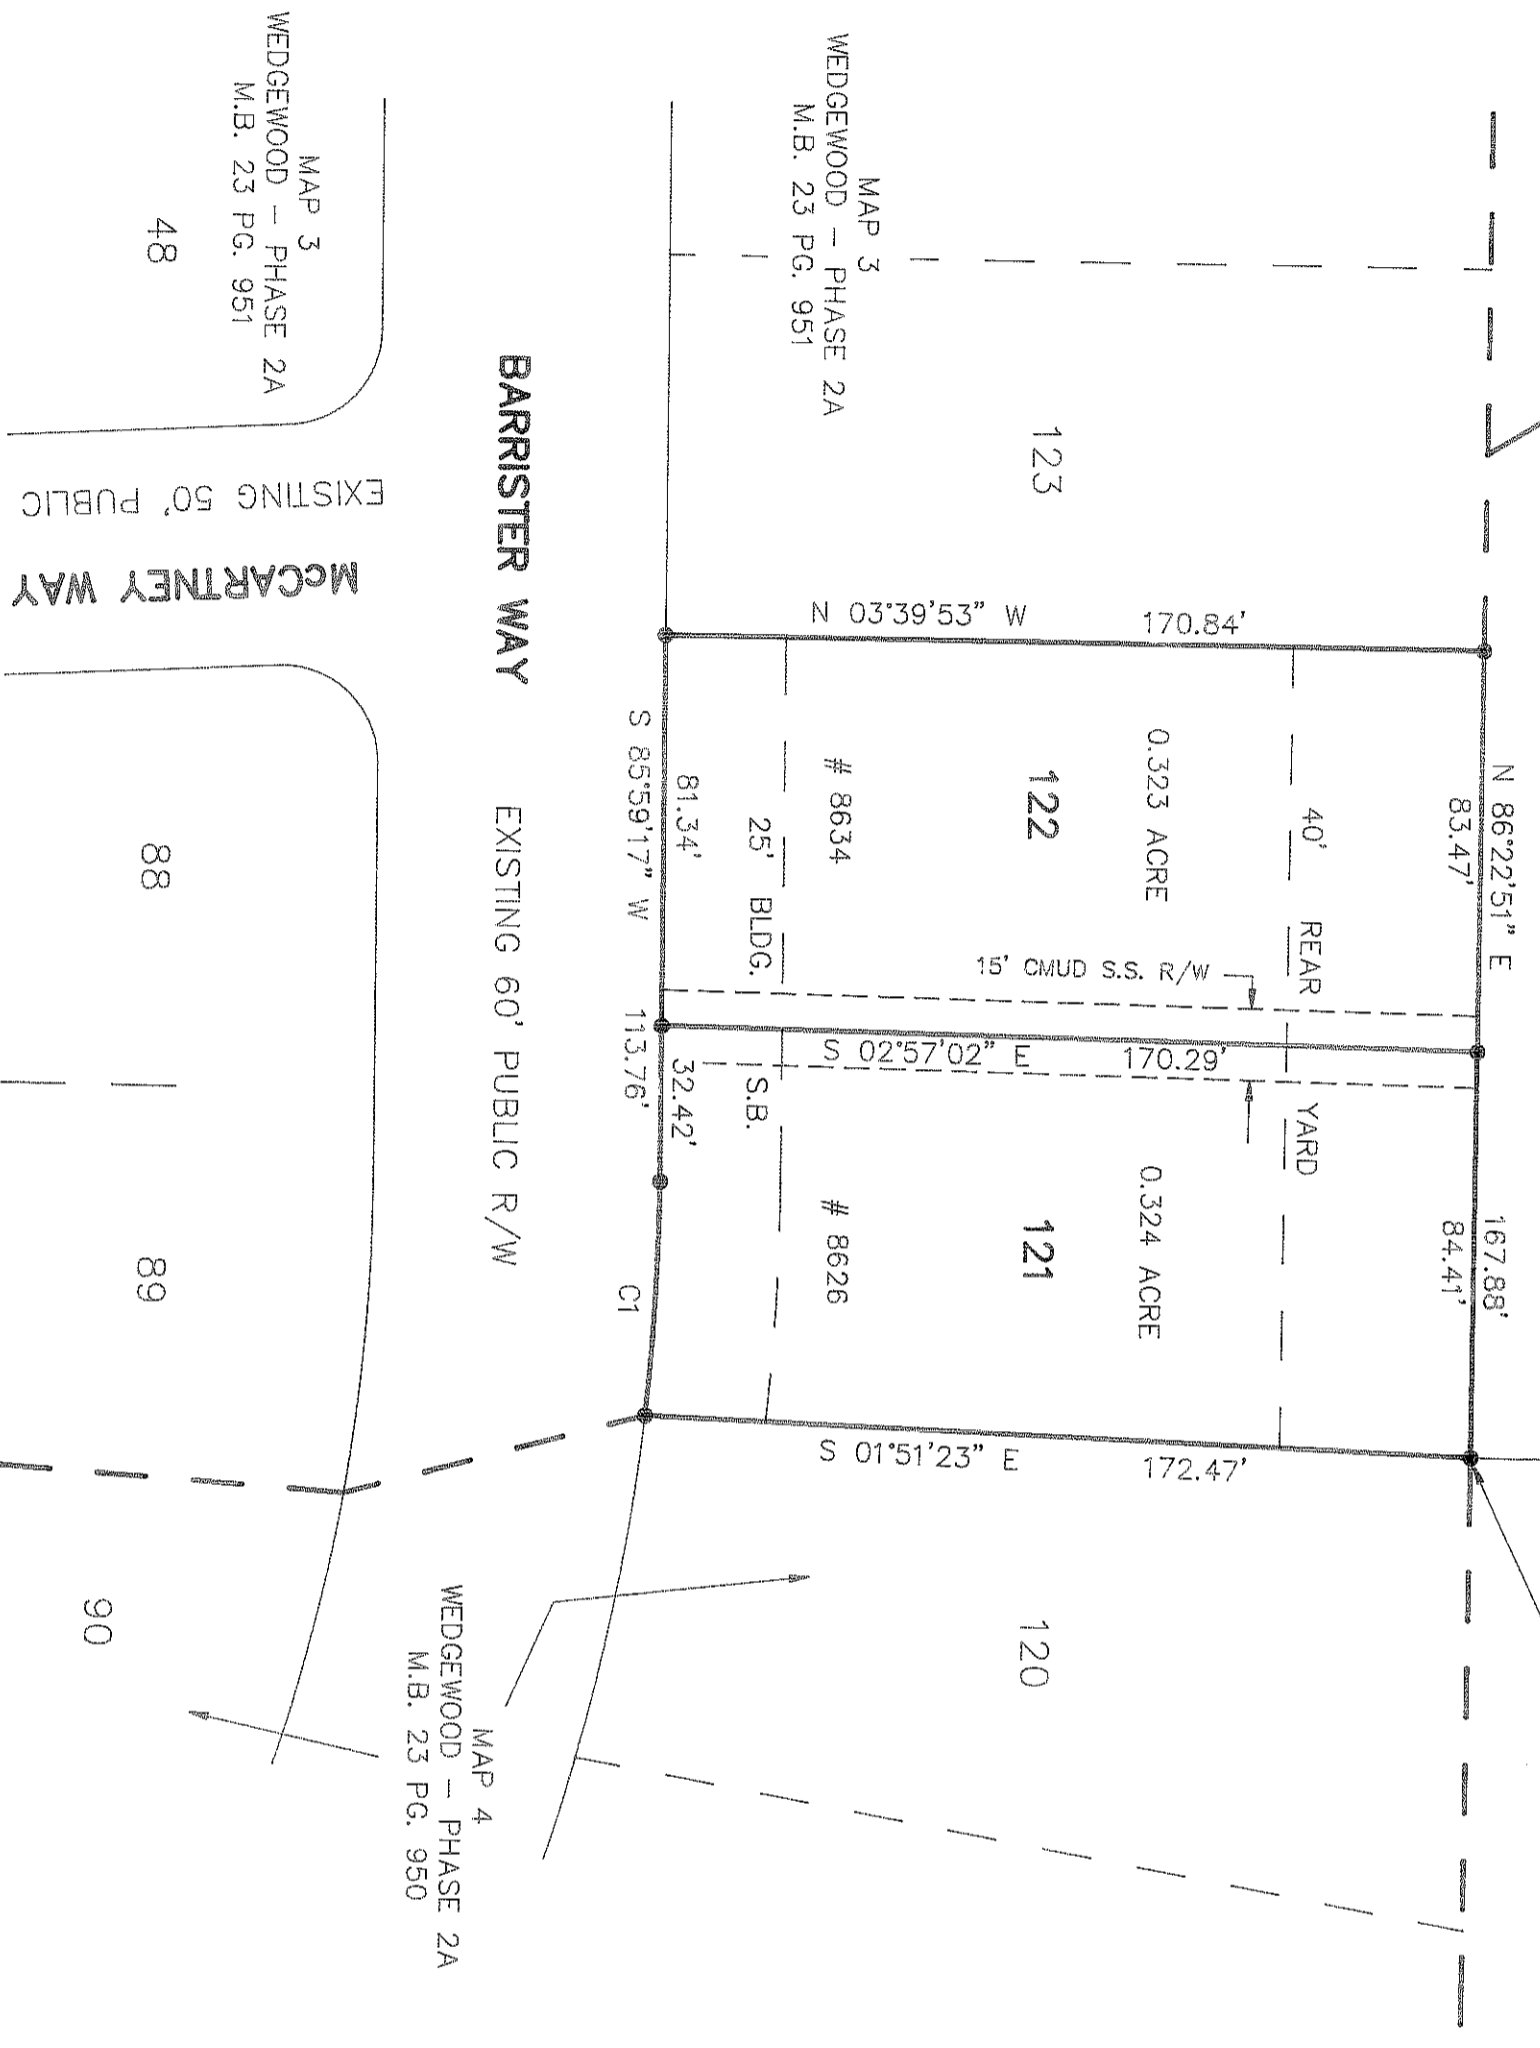 N 86°22'51" E
83.47'
167.88'
84.41'
40' REAR YARD
0.323 ACRE
122
# 8634
15' CMUD S.S. R/W
0.324 ACRE
121
# 8626
N 03°39'53" W 170.84'
S 02°57'02" E 170.29'
S 01°51'23" E 172.47'
25' BLDG. S.B.
81.34'
32.42'
S 85°59'17" W 113.76'
C1
123
120
MAP 3
WEDGEWOOD - PHASE 2A
M.B. 23 PG. 951
BARRISTER WAY EXISTING 60' PUBLIC R/W
MAP 4
WEDGEWOOD - PHASE 2A
M.B. 23 PG. 950
MAP 3
WEDGEWOOD - PHASE 2A
M.B. 23 PG. 951
48
EXISTING 50' PUBLIC
McCARTNEY WAY
88
89
90